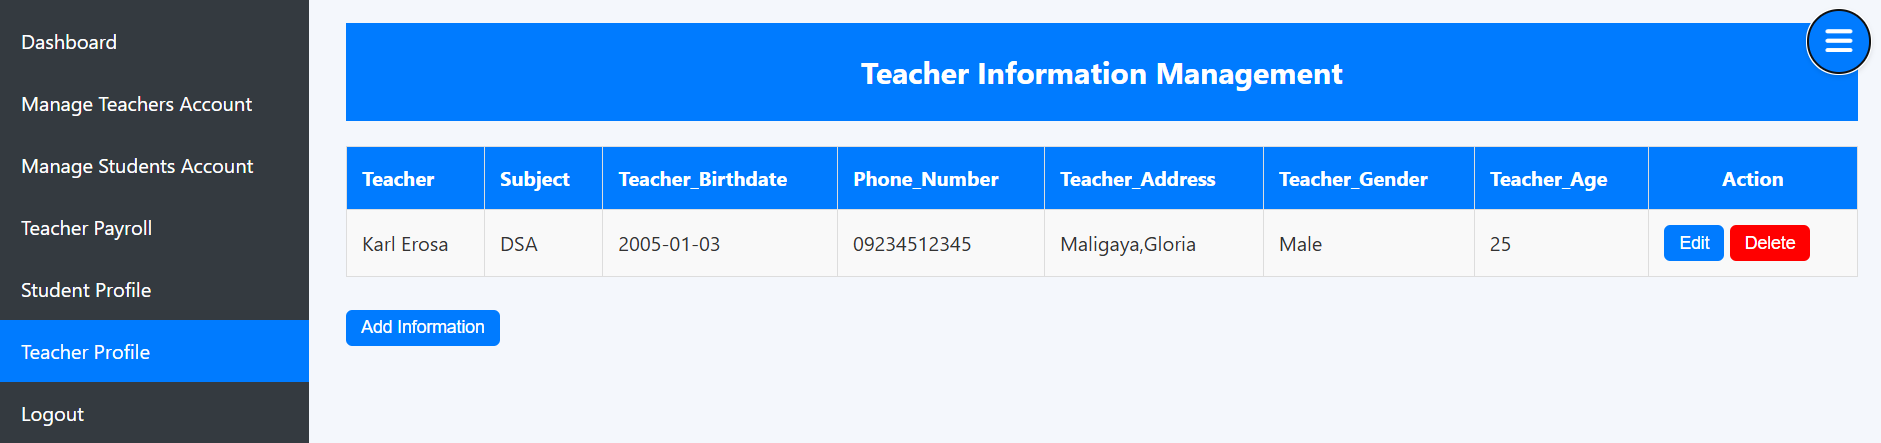 Dashboard
Manage Teachers Account
Manage Students Account
Teacher Payroll
Student Profile
Teacher Profile
Logout
Teacher Information Management
Teacher Subject Teacher_Birthdate Phone_Number Teacher_Address Teacher_Gender Teacher_Age Action
Karl Erosa DSA 2005-01-03 09234512345 Maligaya,Gloria Male 25 Edit Delete
Add Information